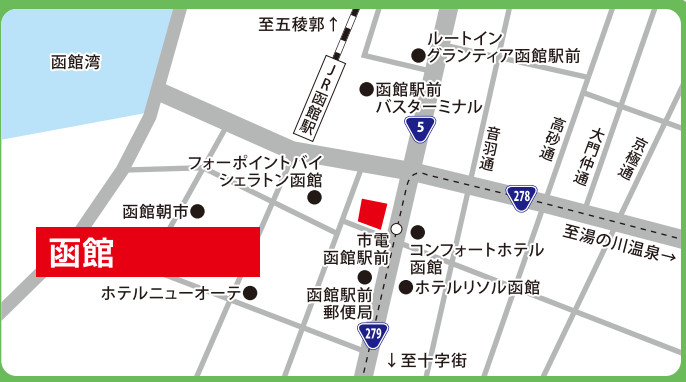 至五稜郭↑
ルートイン
グランティア函館駅前
函館湾
JR函館駅
函館駅前
バスターミナル
5
音羽通
高砂通
大門仲通
京極通
フォーポイントバイ
シェラトン函館
278
函館朝市
至湯の川温泉→
函館
市電
函館駅前
コンフォートホテル
函館
ホテルニューオーテ
函館駅前
郵便局
ホテルリソル函館
279
↓至十字街